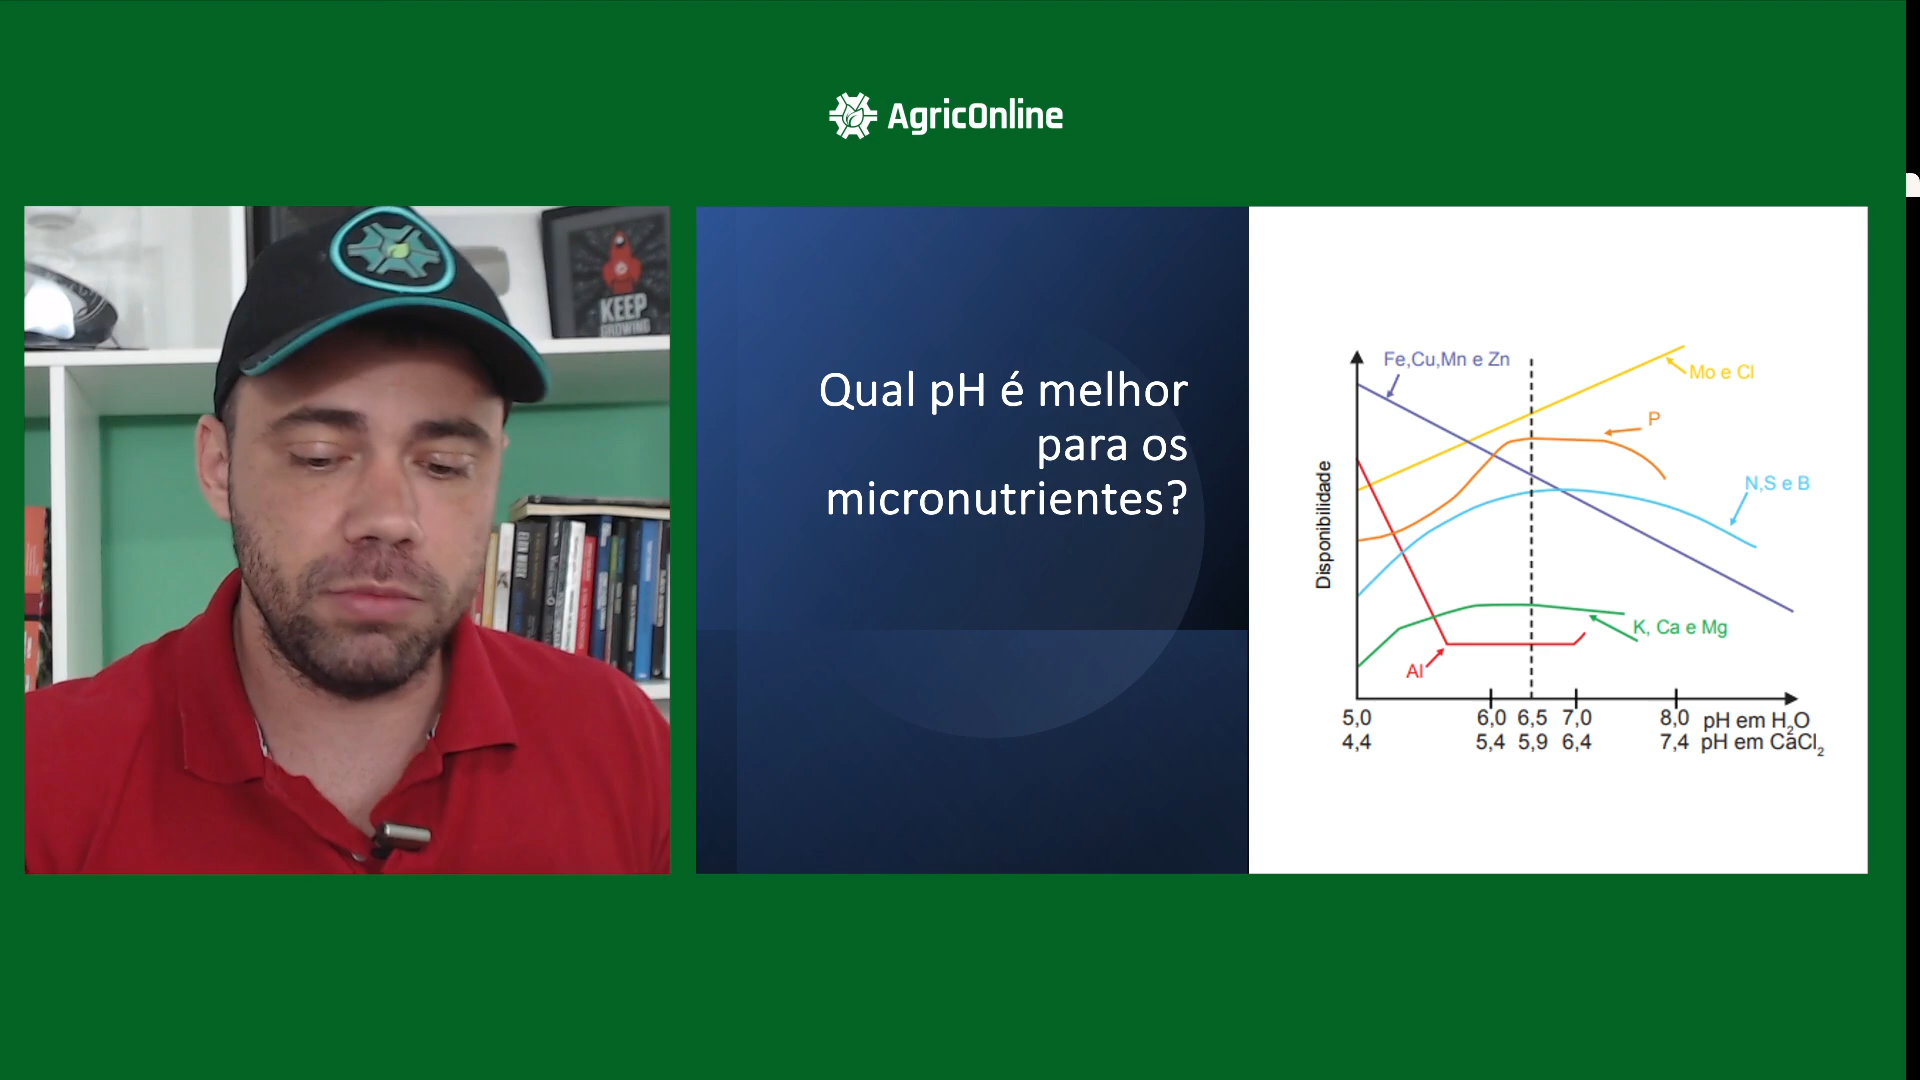 AgricOnline
KEEP
GROWING
Qual pH é melhor
para os
micronutrientes?
Fe,Cu,Mn e Zn
Mo e Cl
P
N,S e B
K, Ca e Mg
Al
Disponibilidade
5,0 6,0 6,5 7,0 8,0 pH em H2O
4,4 5,4 5,9 6,4 7,4 pH em CaCl2